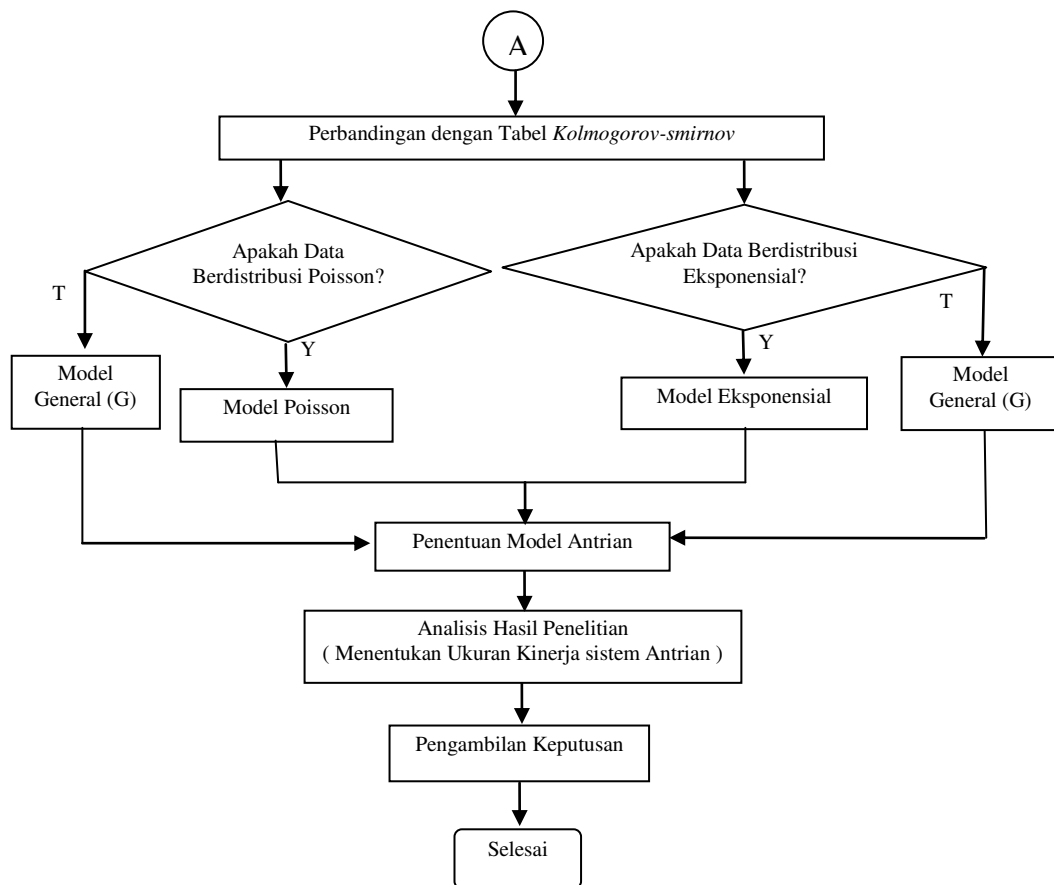 A
Perbandingan dengan Tabel Kolmogorov-smirnov
Apakah Data
Berdistribusi Poisson?
Apakah Data Berdistribusi
Eksponensial?
T
Y
Y
T
Model
General (G)
Model Poisson
Model Eksponensial
Model
General (G)
Penentuan Model Antrian
Analisis Hasil Penelitian
( Menentukan Ukuran Kinerja sistem Antrian )
Pengambilan Keputusan
Selesai